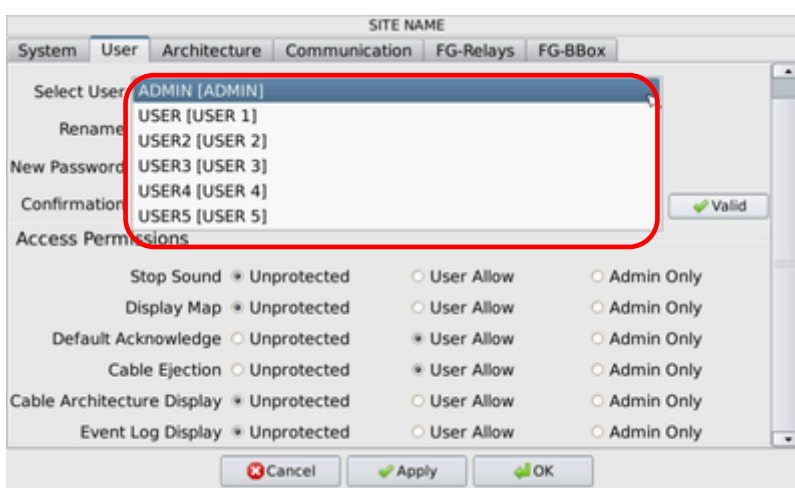 SITE NAME
System User Architecture Communication FG-Relays FG-BBox
Select User ADMIN [ADMIN]
USER [USER 1]
Rename
USER2 [USER 2]
New Password USER3 [USER 3]
USER4 [USER 4]
Confirmation Valid
USER5 [USER 5]
Access Permissions
Stop Sound Unprotected User Allow Admin Only
Display Map Unprotected User Allow Admin Only
Default Acknowledge Unprotected User Allow Admin Only
Cable Ejection Unprotected User Allow Admin Only
Cable Architecture Display Unprotected User Allow Admin Only
Event Log Display Unprotected User Allow Admin Only
Cancel Apply OK